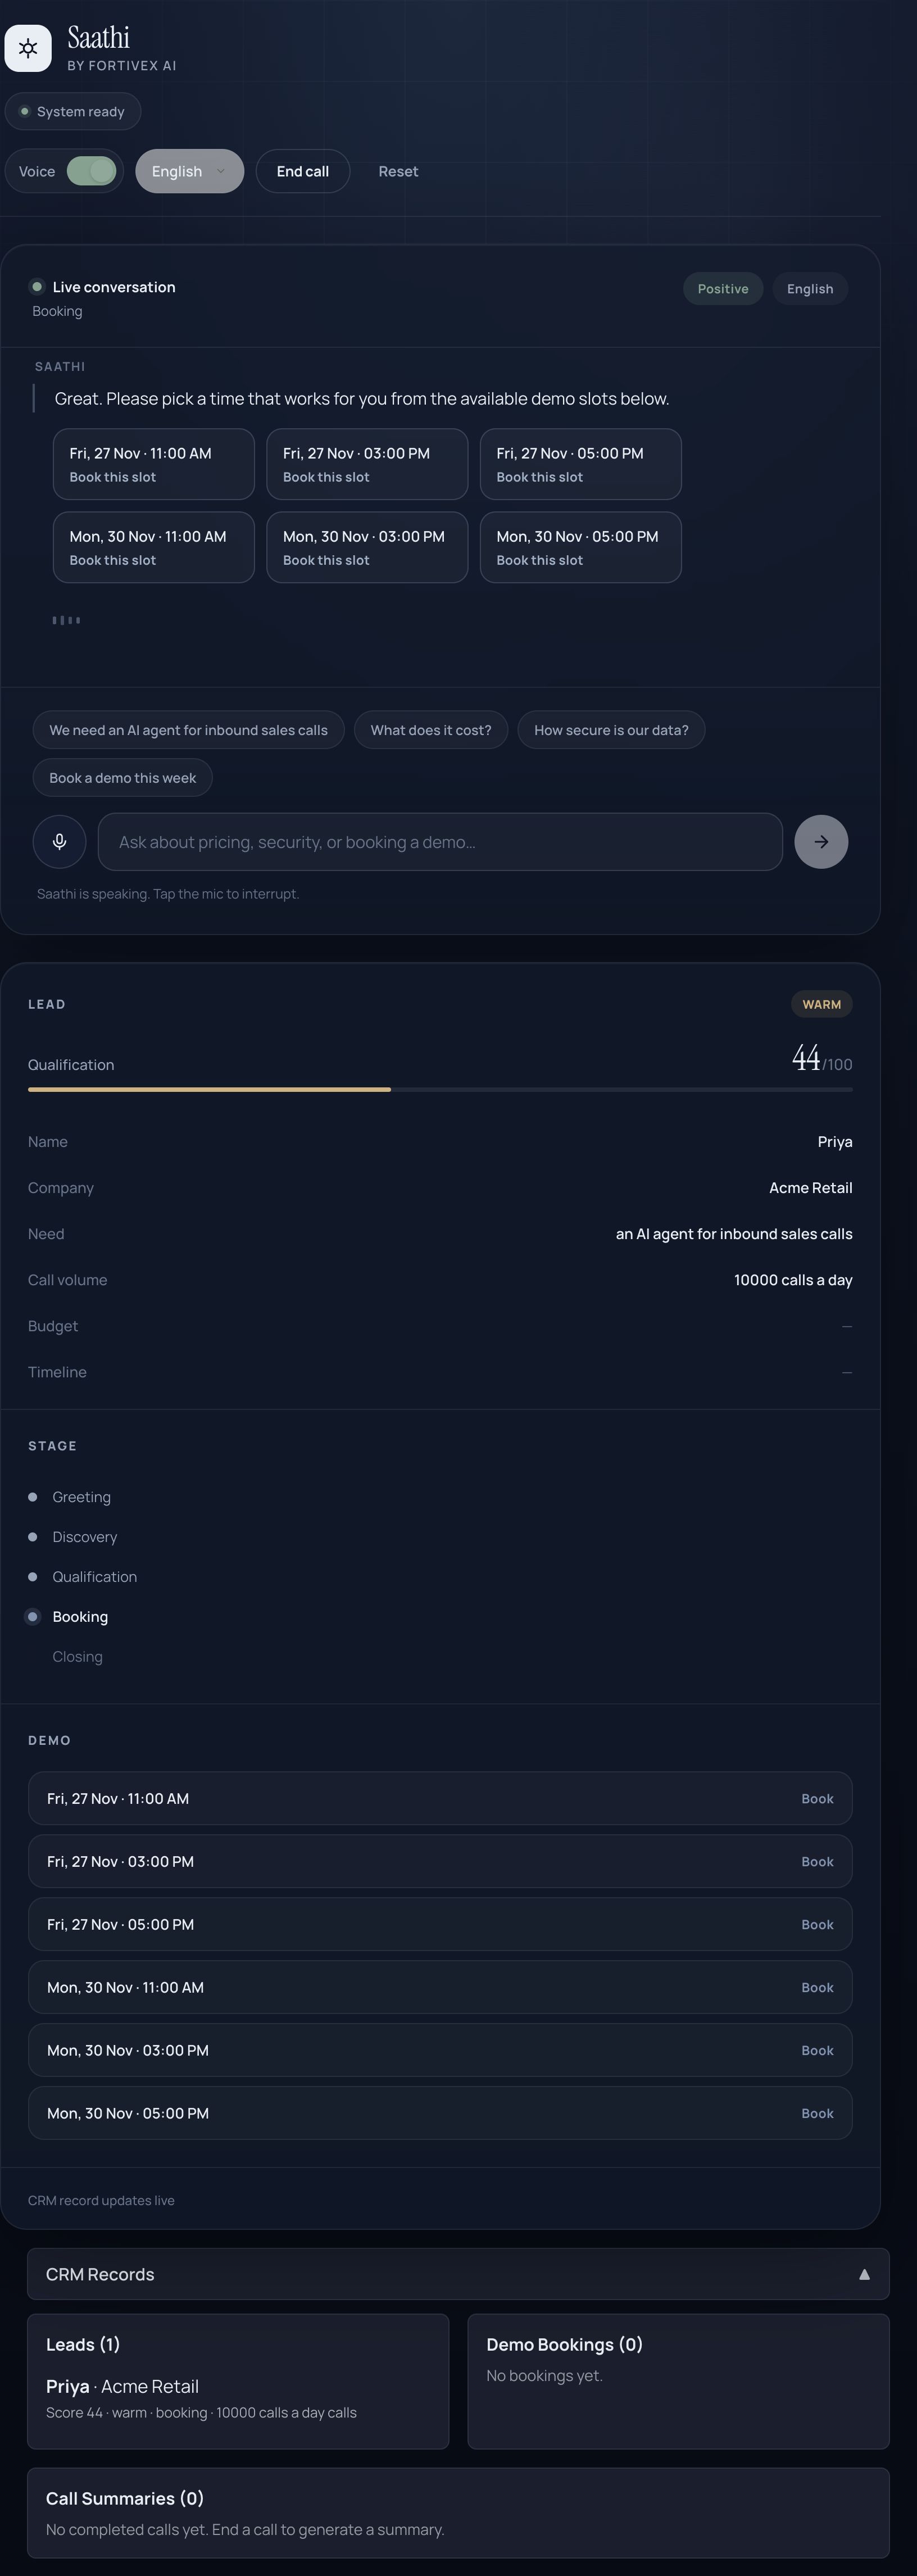 Saathi
BY FORTIVEX AI
System ready
Voice English End call Reset
Live conversation Positive English
Booking
SAATHI
Great. Please pick a time that works for you from the available demo slots below.
Fri, 27 Nov · 11:00 AM Fri, 27 Nov · 03:00 PM Fri, 27 Nov · 05:00 PM
Book this slot Book this slot Book this slot
Mon, 30 Nov · 11:00 AM Mon, 30 Nov · 03:00 PM Mon, 30 Nov · 05:00 PM
Book this slot Book this slot Book this slot
We need an AI agent for inbound sales calls What does it cost? How secure is our data?
Book a demo this week
Ask about pricing, security, or booking a demo...
Saathi is speaking. Tap the mic to interrupt.
LEAD WARM
Qualification 44/100
Name Priya
Company Acme Retail
Need an AI agent for inbound sales calls
Call volume 10000 calls a day
Budget —
Timeline —
STAGE
Greeting
Discovery
Qualification
Booking
Closing
DEMO
Fri, 27 Nov · 11:00 AM Book
Fri, 27 Nov · 03:00 PM Book
Fri, 27 Nov · 05:00 PM Book
Mon, 30 Nov · 11:00 AM Book
Mon, 30 Nov · 03:00 PM Book
Mon, 30 Nov · 05:00 PM Book
CRM record updates live
CRM Records
Leads (1)
Priya · Acme Retail
Score 44 · warm · booking · 10000 calls a day calls
Demo Bookings (0)
No bookings yet.
Call Summaries (0)
No completed calls yet. End a call to generate a summary.